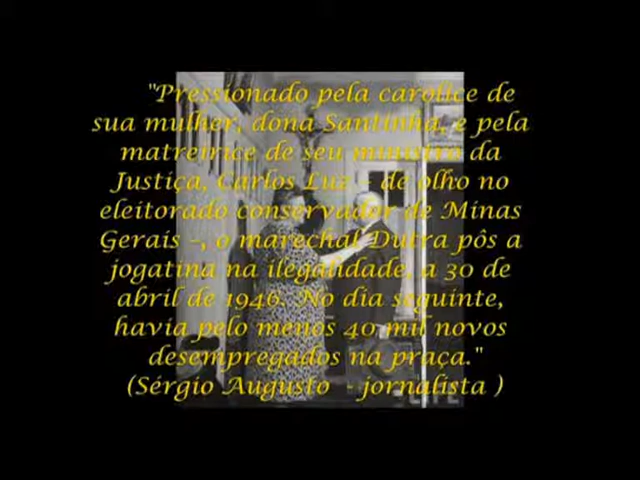 "Pressionado pela carolice de
sua mulher, dona Santinha, e pela
matreirice de seu ministro da
Justiça, Carlos Luz – de olho no
eleitorado conservador de Minas
Gerais –, o marechal Dutra pôs a
jogatina na ilegalidade, a 30 de
abril de 1946. No dia seguinte,
havia pelo menos 40 mil novos
desempregados na praça."
(Sérgio Augusto - jornalista )
LIFE